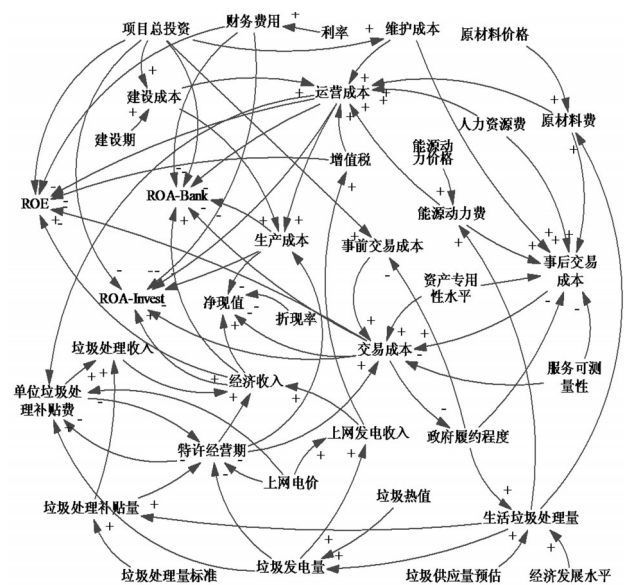 项目总投资
财务费用
利率
维护成本
原材料价格
建设成本
运营成本
建设期
人力资源费
原材料费
增值税
能源动
力价格
ROE
ROA-Bank
能源动力费
生产成本
事前交易成本
事后交易
成本
ROA-Invest
净现值
资产专用
性水平
折现率
垃圾处理收入
交易成本
单位垃圾处
理补贴费
经济收入
服务可测
量性
特许经营期
上网发电收入
政府履约程度
上网电价
垃圾处理补贴量
垃圾热值
生活垃圾处理量
垃圾处理量标准
垃圾发电量
垃圾供应量预估
经济发展水平